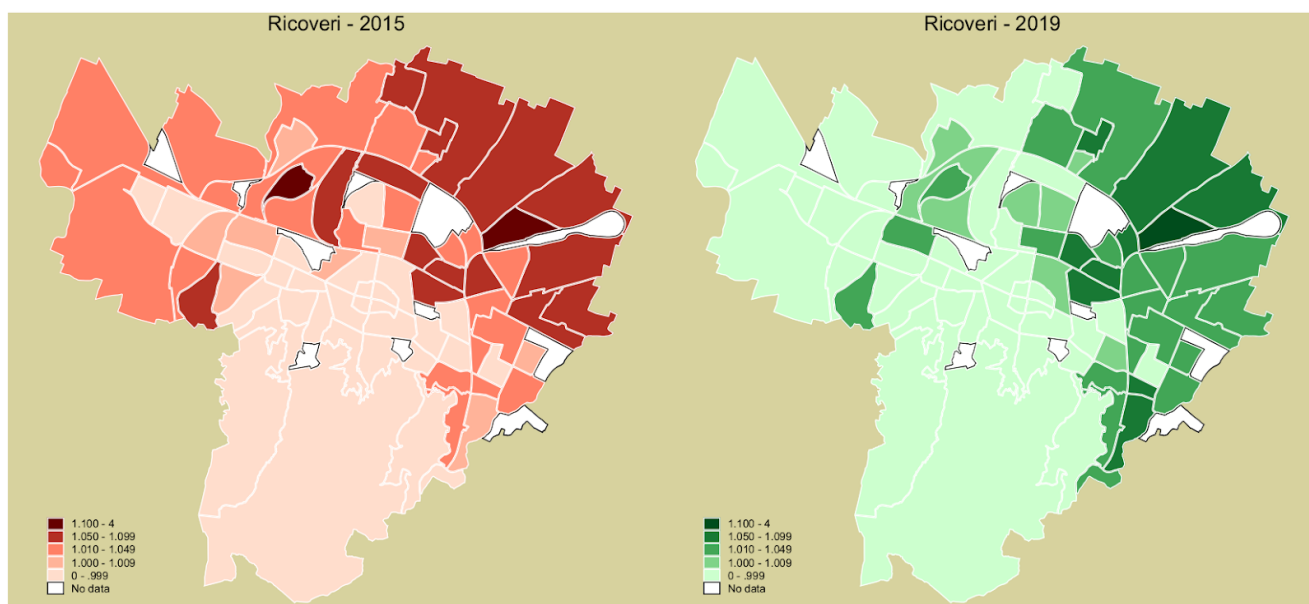 Ricoveri - 2015
1.100 - 4
1.050 - 1.099
1.010 - 1.049
1.000 - 1.009
0 - .999
No data
Ricoveri - 2019
1.100 - 4
1.050 - 1.099
1.010 - 1.049
1.000 - 1.009
0 - .999
No data